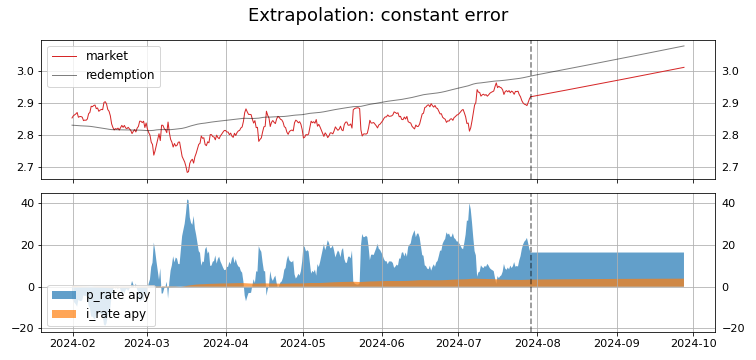 Extrapolation: constant error
market
redemption
3.0 3.0
2.9 2.9
2.8 2.8
2.7 2.7
40 40
20 20
0 0
p_rate apy
i_rate apy
−20 −20
2024-02 2024-03 2024-04 2024-05 2024-06 2024-07 2024-08 2024-09 2024-10